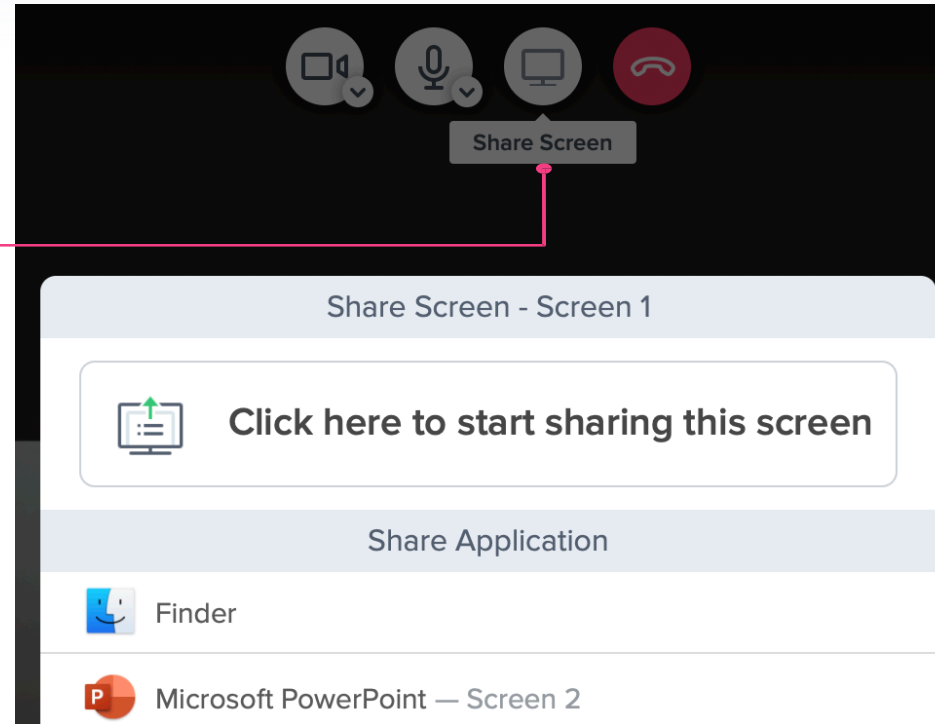 Share Screen
Share Screen - Screen 1
Click here to start sharing this screen
Share Application
Finder
P
Microsoft PowerPoint — Screen 2